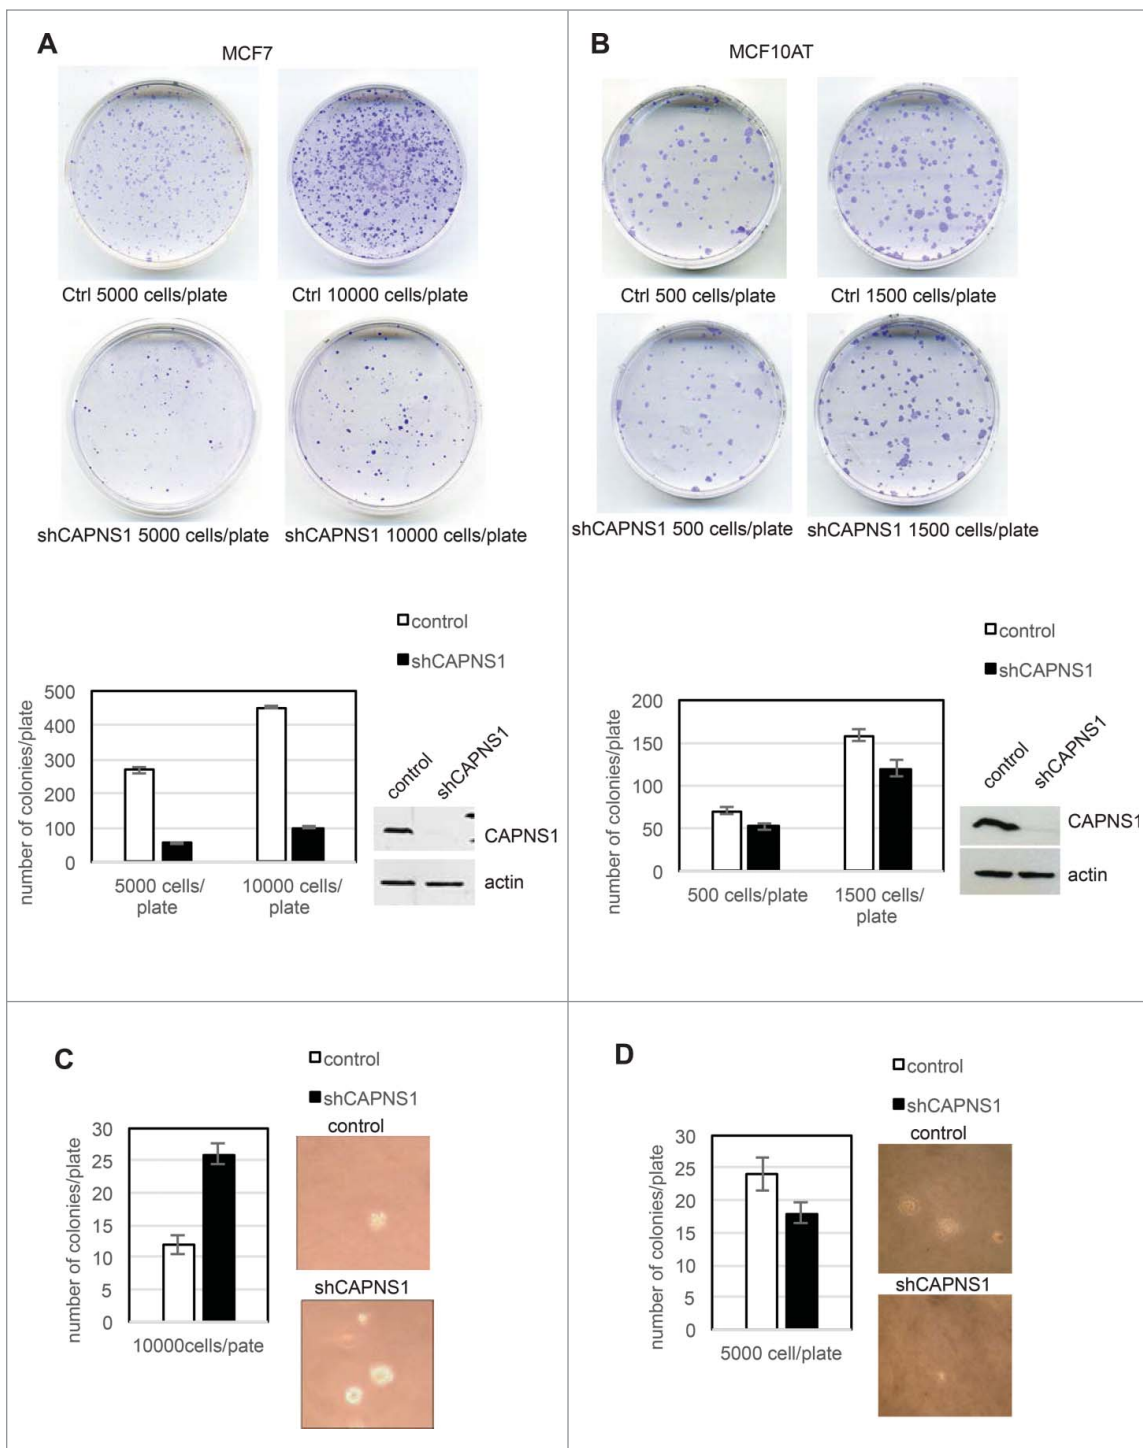 A
MCF7
Ctrl 5000 cells/plate
Ctrl 10000 cells/plate
shCAPNS1 5000 cells/plate
shCAPNS1 10000 cells/plate
control
shCAPNS1
number of colonies/plate
500
400
300
200
100
0
5000 cells/
plate
10000 cells/
plate
control
shCAPNS1
CAPNS1
actin
B
MCF10AT
Ctrl 500 cells/plate
Ctrl 1500 cells/plate
shCAPNS1 500 cells/plate
shCAPNS1 1500 cells/plate
control
shCAPNS1
number of colonies/plate
200
150
100
50
0
500 cells/plate
1500 cells/
plate
control
shCAPNS1
CAPNS1
actin
C
control
shCAPNS1
number of colonies/plate
30
25
20
15
10
5
0
10000cells/pate
control
shCAPNS1
D
control
shCAPNS1
number of colonies/plate
30
25
20
15
10
5
0
5000 cell/plate
control
shCAPNS1